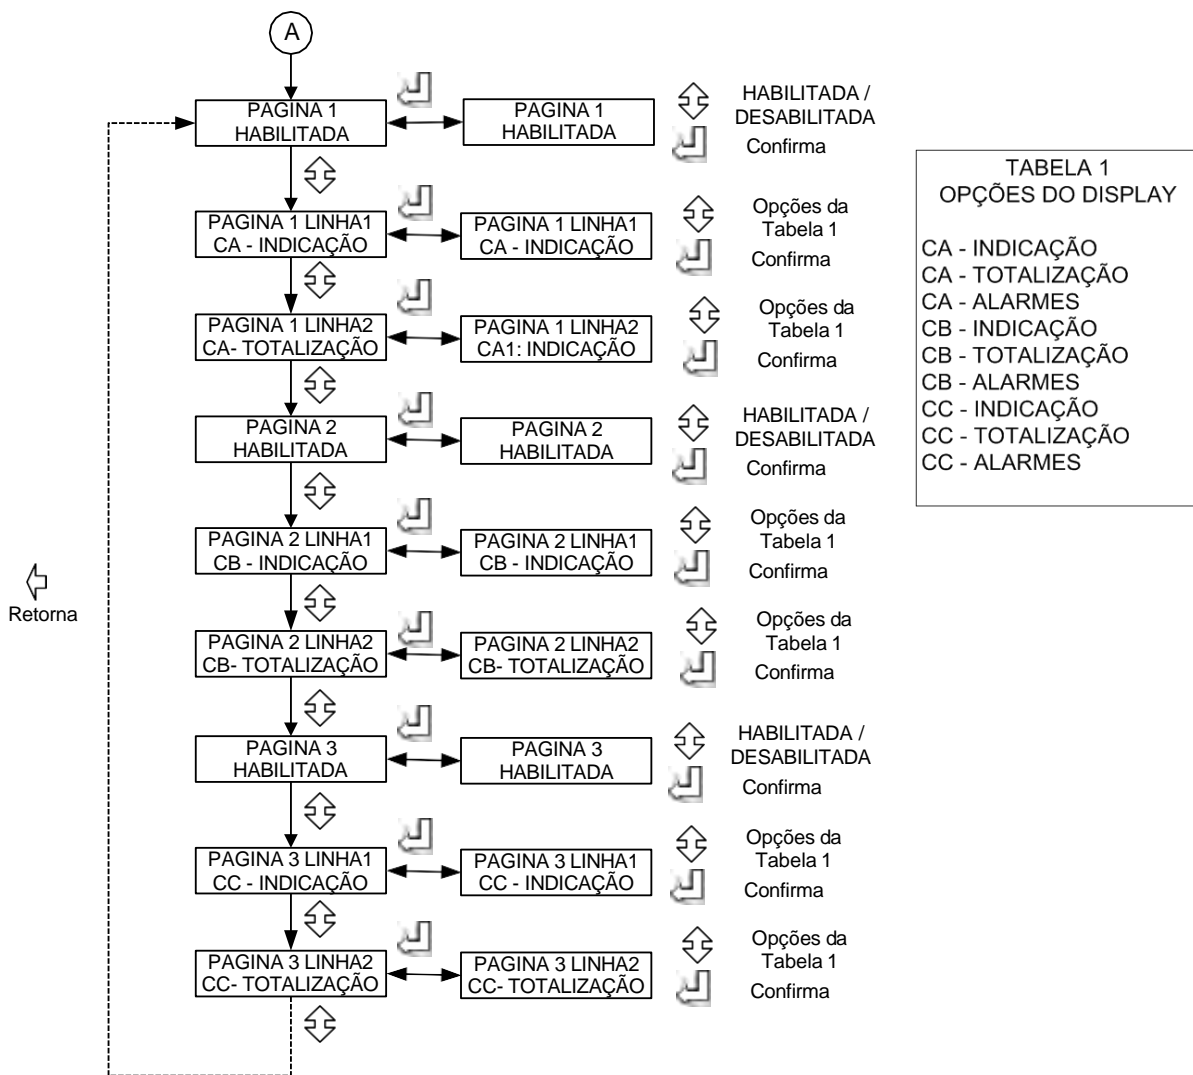 A
PAGINA 1
HABILITADA
PAGINA 1
HABILITADA
HABILITADA /
DESABILITADA
Confirma
PAGINA 1 LINHA1
CA - INDICAÇÃO
PAGINA 1 LINHA1
CA - INDICAÇÃO
Opções da
Tabela 1
Confirma
PAGINA 1 LINHA2
CA- TOTALIZAÇÃO
PAGINA 1 LINHA2
CA1: INDICAÇÃO
Opções da
Tabela 1
Confirma
PAGINA 2
HABILITADA
PAGINA 2
HABILITADA
HABILITADA /
DESABILITADA
Confirma
PAGINA 2 LINHA1
CB - INDICAÇÃO
PAGINA 2 LINHA1
CB - INDICAÇÃO
Opções da
Tabela 1
Confirma
PAGINA 2 LINHA2
CB- TOTALIZAÇÃO
PAGINA 2 LINHA2
CB- TOTALIZAÇÃO
Opções da
Tabela 1
Confirma
PAGINA 3
HABILITADA
PAGINA 3
HABILITADA
HABILITADA /
DESABILITADA
Confirma
PAGINA 3 LINHA1
CC - INDICAÇÃO
PAGINA 3 LINHA1
CC - INDICAÇÃO
Opções da
Tabela 1
Confirma
PAGINA 3 LINHA2
CC- TOTALIZAÇÃO
PAGINA 3 LINHA2
CC- TOTALIZAÇÃO
Opções da
Tabela 1
Confirma
Retorna
TABELA 1
OPÇÕES DO DISPLAY
CA - INDICAÇÃO
CA - TOTALIZAÇÃO
CA - ALARMES
CB - INDICAÇÃO
CB - TOTALIZAÇÃO
CB - ALARMES
CC - INDICAÇÃO
CC - TOTALIZAÇÃO
CC - ALARMES